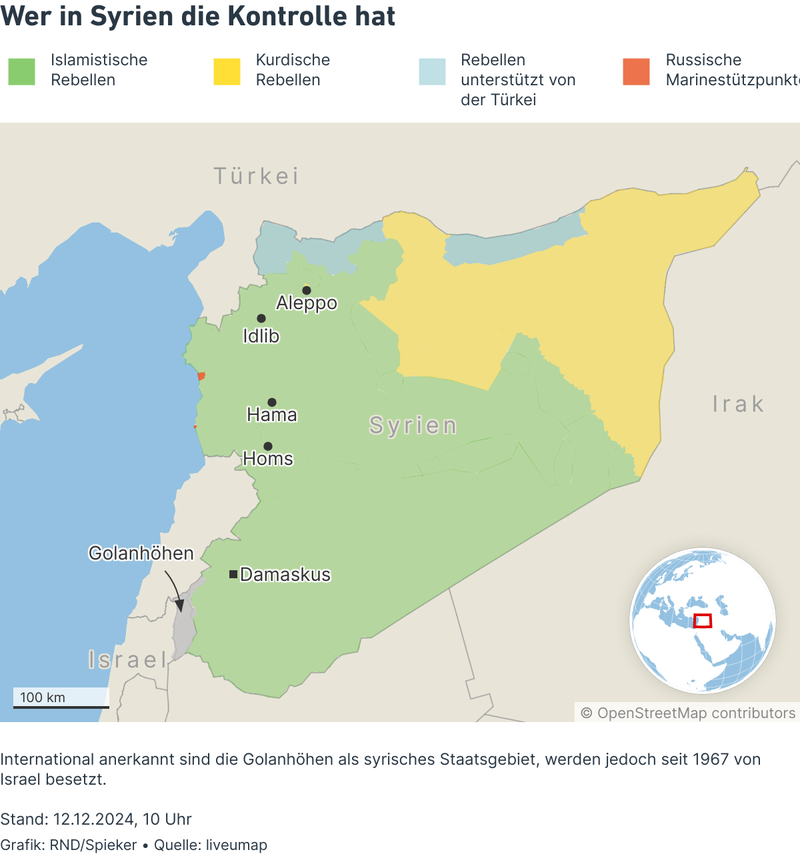 Wer in Syrien die Kontrolle hat
Islamistische
Rebellen
Kurdische
Rebellen
Rebellen
unterstützt von
der Türkei
Russische
Marinestützpunkte
Türkei
Aleppo
Idlib
Hama
Syrien
Irak
Homs
Golanhöhen
Damaskus
Israel
100 km
© OpenStreetMap contributors
International anerkannt sind die Golanhöhen als syrisches Staatsgebiet, werden jedoch seit 1967 von
Israel besetzt.
Stand: 12.12.2024, 10 Uhr
Grafik: RND/Spieker • Quelle: liveumap